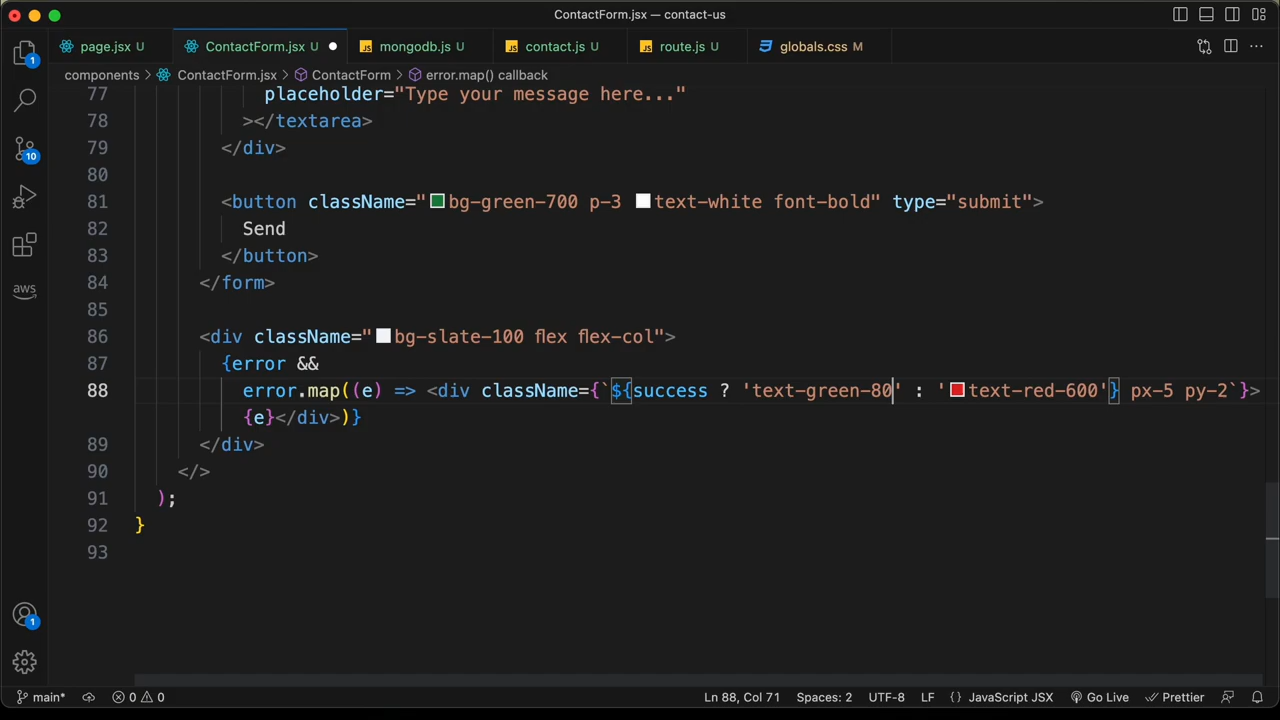 ContactForm.jsx — contact-us
page.jsx U
ContactForm.jsx U
mongodb.js U
contact.js U
route.js U
globals.css M
components > ContactForm.jsx > ContactForm > error.map() callback
77 placeholder="Type your message here..."
78 ></textarea>
79 </div>
80
81 <button className="bg-green-700 p-3 text-white font-bold" type="submit">
82 Send
83 </button>
84 </form>
85
86 <div className="bg-slate-100 flex flex-col">
87 {error &&
88 error.map((e) => <div className={`${success ? 'text-green-80' : 'text-red-600'} px-5 py-2`}>
{e}</div>)}
89 </div>
90 </>
91 );
92 }
93
1
10
aws
1
main* 0 0 Ln 88, Col 71 Spaces: 2 UTF-8 LF {} JavaScript JSX Go Live Prettier